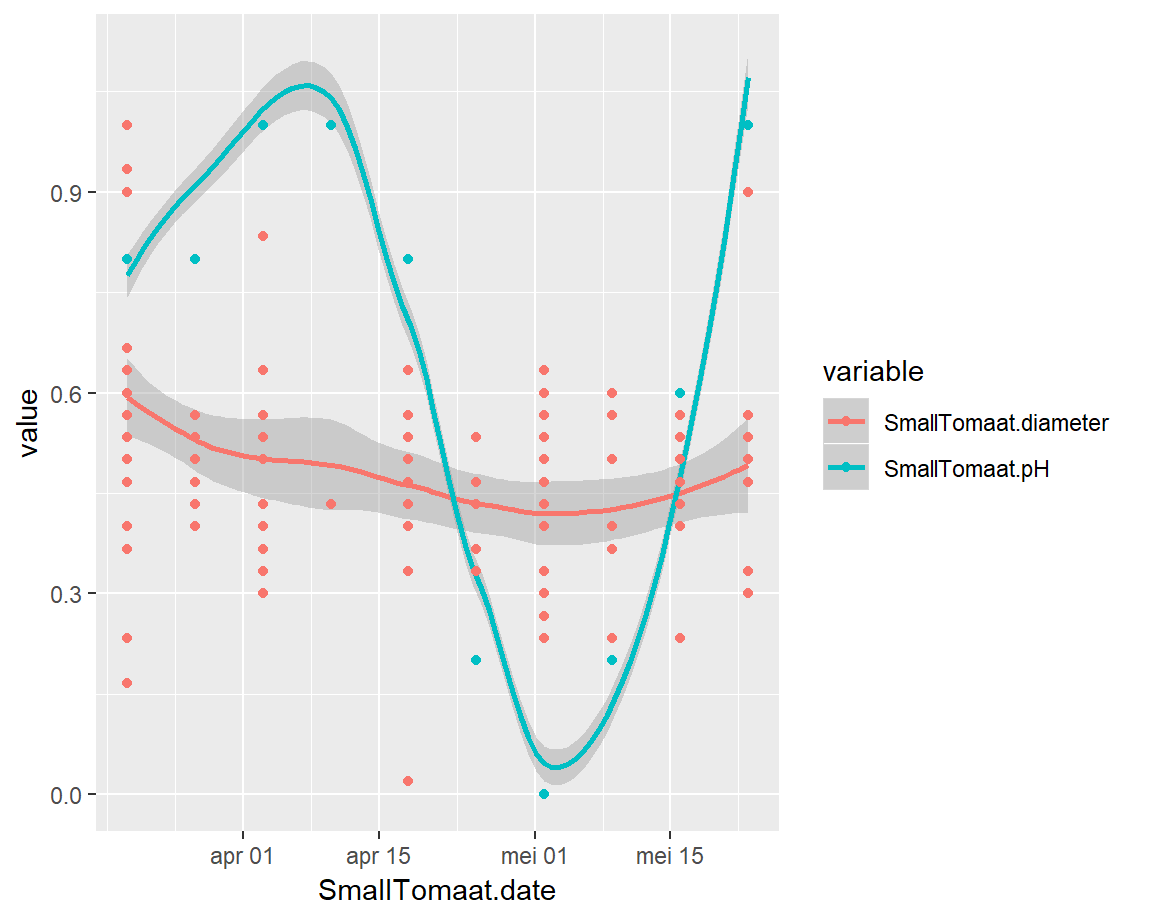 0.9
0.6
0.3
0.0
value
apr 01
apr 15
mei 01
mei 15
SmallTomaat.date
variable
SmallTomaat.diameter
SmallTomaat.pH